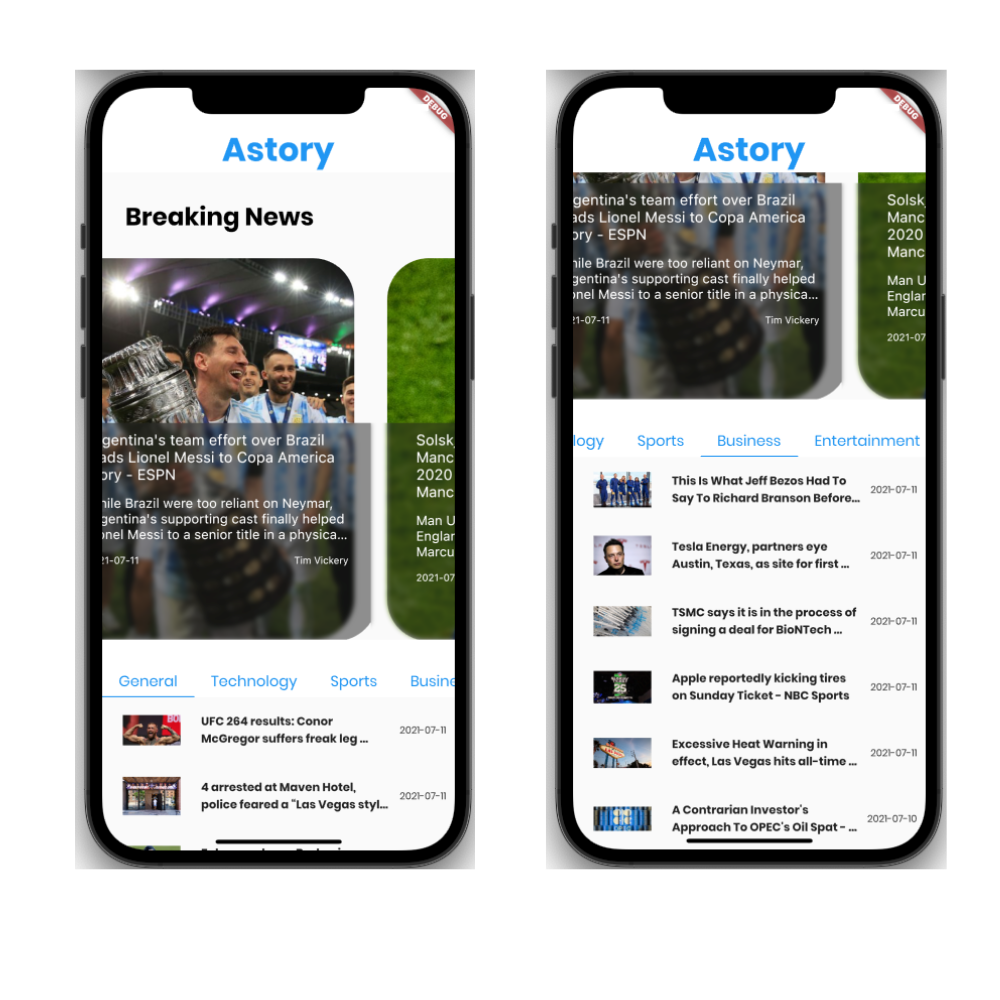 DEBUG
Astory
Breaking News
gentina's team effort over Brazil
ads Lionel Messi to Copa America
ory - ESPN
hile Brazil were too reliant on Neymar,
gentina's supporting cast finally helped
onel Messi to a senior title in a physica...
21-07-11 Tim Vickery
Solsk
Manc
2020
Manc
Man U
Englan
Marcu
2021-07
General Technology Sports Busine
UFC 264 results: Conor
McGregor suffers freak leg ...
2021-07-11
4 arrested at Maven Hotel,
police feared a "Las Vegas styl...
2021-07-11
DEBUG
Astory
gentina's team effort over Brazil
ads Lionel Messi to Copa America
ory - ESPN
hile Brazil were too reliant on Neymar,
gentina's supporting cast finally helped
onel Messi to a senior title in a physica...
21-07-11 Tim Vickery
Solsk
Manc
2020
Manc
Man U
Englar
Marcu
2021-07
logy Sports Business Entertainment
This Is What Jeff Bezos Had To
Say To Richard Branson Before...
2021-07-11
Tesla Energy, partners eye
Austin, Texas, as site for first ...
2021-07-11
TSMC says it is in the process of
signing a deal for BioNTech ...
2021-07-11
Apple reportedly kicking tires
on Sunday Ticket - NBC Sports
2021-07-11
Excessive Heat Warning in
effect, Las Vegas hits all-time ...
2021-07-11
A Contrarian Investor's
Approach To OPEC's Oil Spat - ...
2021-07-10